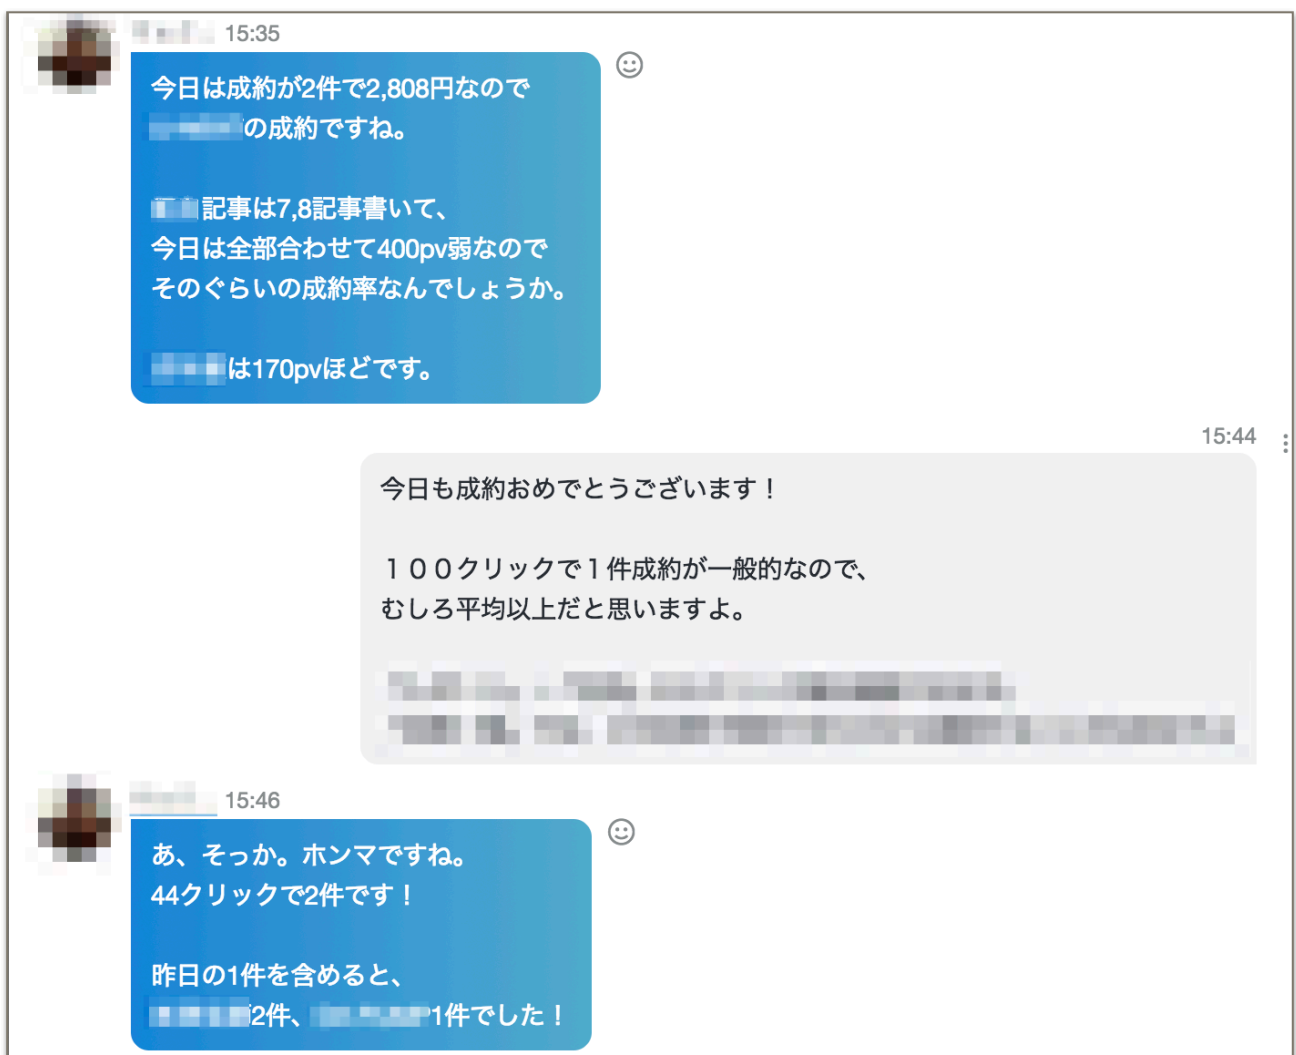 15:35
今日は成約が2件で2,808円なので
の成約ですね。
記事は7,8記事書いて、
今日は全部合わせて400pv弱なので
そのぐらいの成約率なんでしょうか。
は170pvほどです。
15:44
今日も成約おめでとうございます！
１００クリックで１件成約が一般的なので、
むしろ平均以上だと思いますよ。
15:46
あ、そっか。ホンマですね。
44クリックで2件です！
昨日の1件を含めると、
2件、 1件でした！